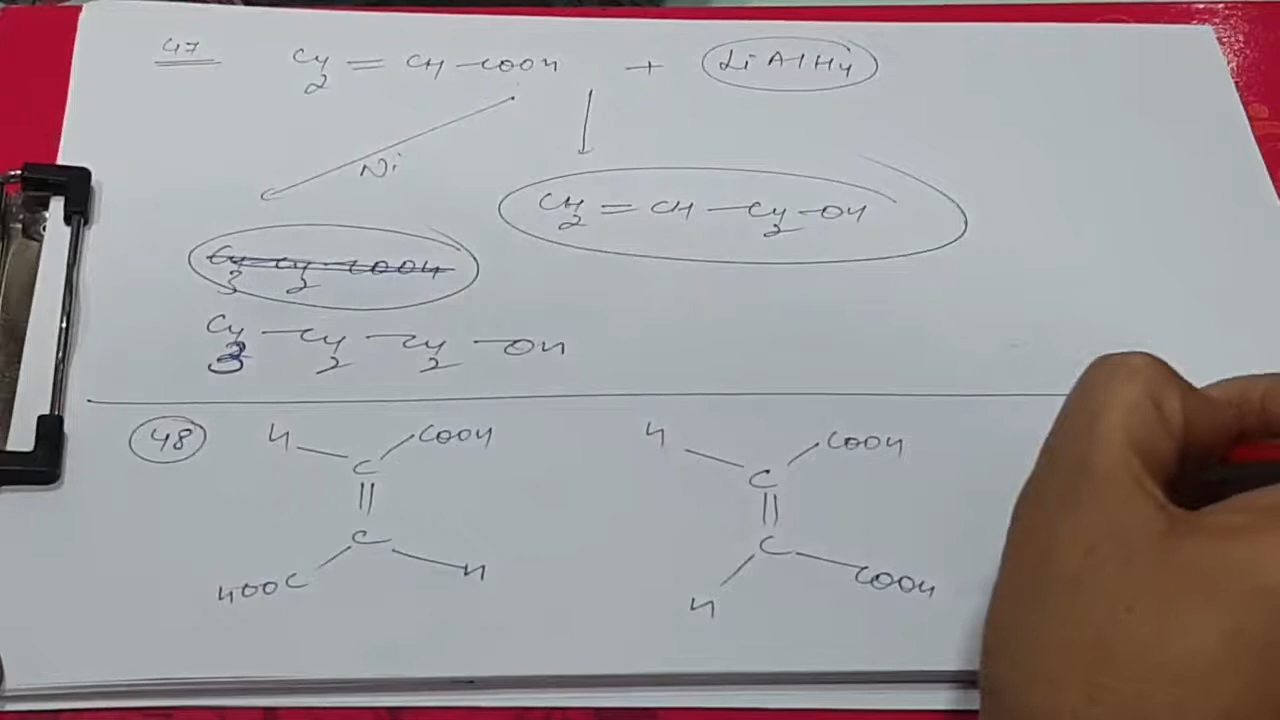 47 CH2 = CH - COOH + LiAlH4
Ni
CH2 = CH - CH2 - OH
CH3 CH2 COOH
CH3 - CH2 - CH2 - OH
48 H COOH H COOH
C C
|| ||
C C
HOOC H H COOH